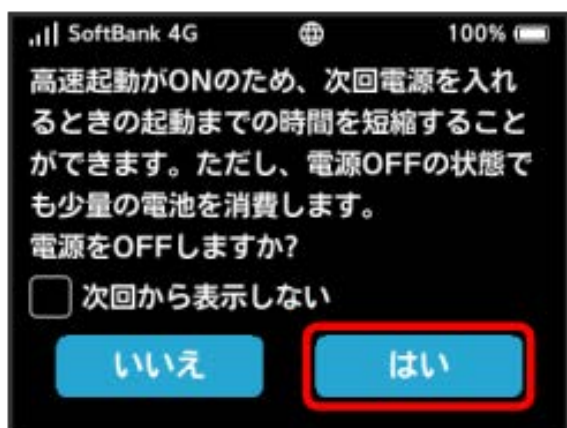 SoftBank 4G 100%
高速起動がONのため、次回電源を入れ
るときの起動までの時間を短縮すること
ができます。ただし、電源OFFの状態で
も少量の電池を消費します。
電源をOFFしますか?
次回から表示しない
いいえ はい